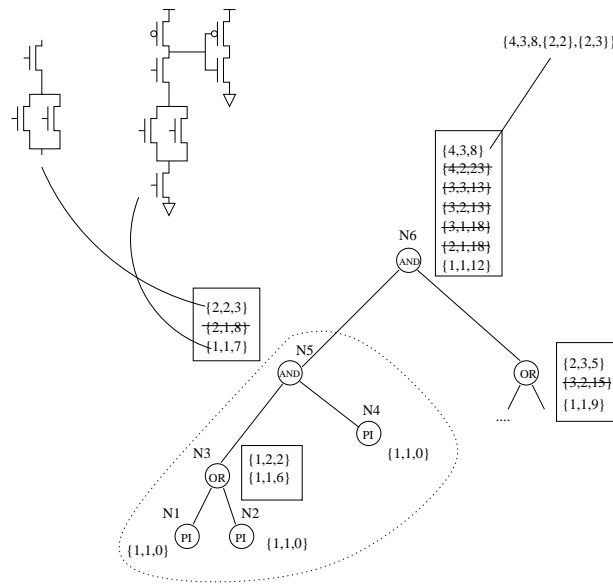 {4,3,8,{2,2},{2,3}}
{4,3,8}
{4,2,23}
{3,3,13}
{3,2,13}
{3,1,18}
{2,1,18}
{1,1,12}
N6
AND
{2,2,3}
{2,1,8}
{1,1,7}
N5
AND
{2,3,5}
{3,2,15}
{1,1,9}
OR
....
N4
PI
{1,1,0}
N3
OR
{1,2,2}
{1,1,6}
N1
N2
PI
PI
{1,1,0}
{1,1,0}